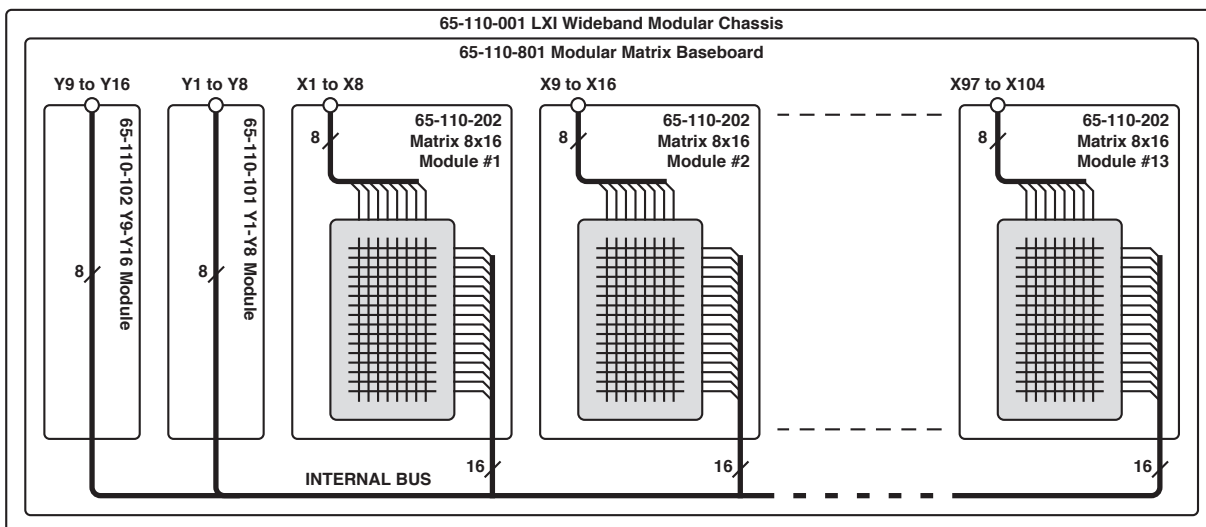 65-110-001 LXI Wideband Modular Chassis
65-110-801 Modular Matrix Baseboard
Y9 to Y16
Y1 to Y8
X1 to X8
X9 to X16
X97 to X104
65-110-102 Y9-Y16 Module
8
65-110-101 Y1-Y8 Module
8
8
65-110-202
Matrix 8x16
Module #1
16
8
65-110-202
Matrix 8x16
Module #2
16
8
65-110-202
Matrix 8x16
Module #13
16
INTERNAL BUS